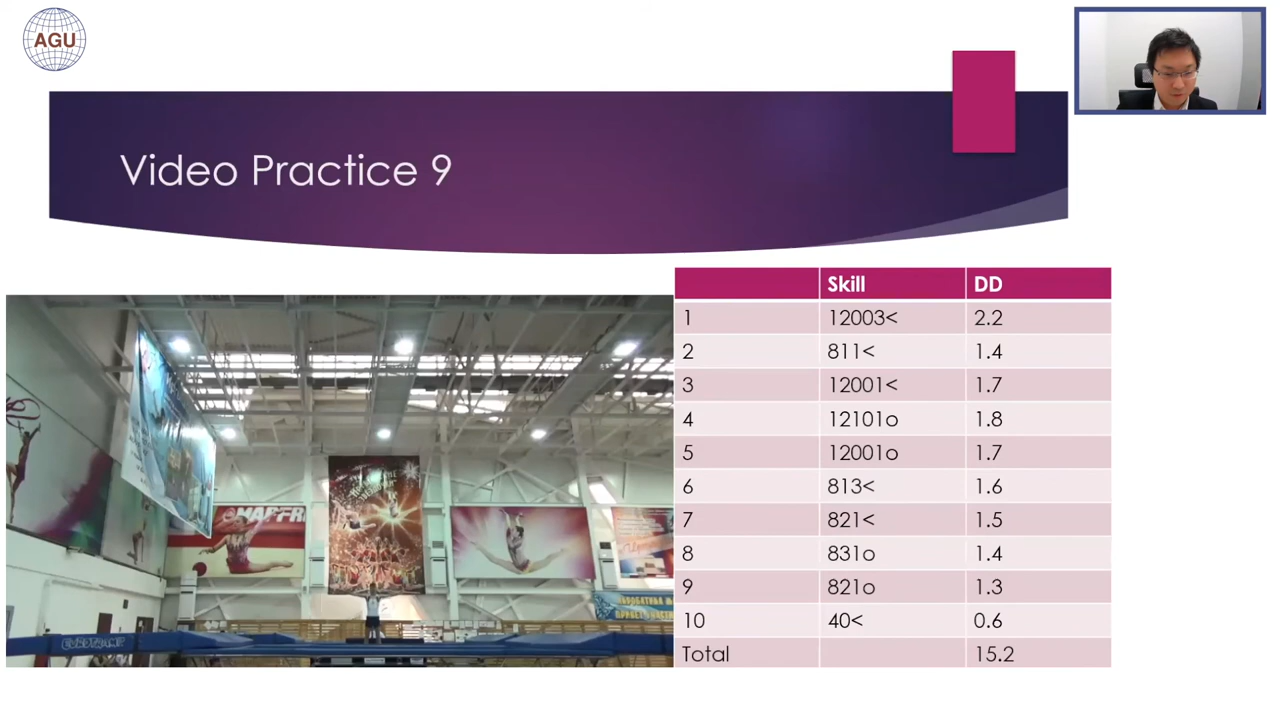 AGU
Video Practice 9
Skill DD
1 12003< 2.2
2 811< 1.4
3 12001< 1.7
4 12101o 1.8
5 12001o 1.7
6 813< 1.6
7 821< 1.5
8 831o 1.4
9 821o 1.3
10 40< 0.6
Total 15.2
MAPFRE
EUROTRAMP